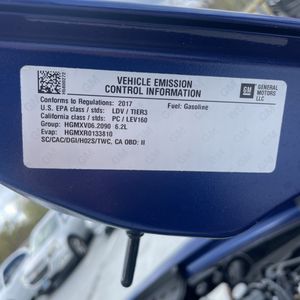 VEHICLE EMISSION
CONTROL INFORMATION
GM
GENERAL
MOTORS
LLC
Conforms to Regulations: 2017
Fuel: Gasoline
U.S. EPA class / stds: LDV / TIER3
California class / stds: PC / LEV160
Group: HGMXV06.2090 6.2L
Evap: HGMXR0133810
SC/CAC/DGI/HO2S/TWC, CA OBD: II